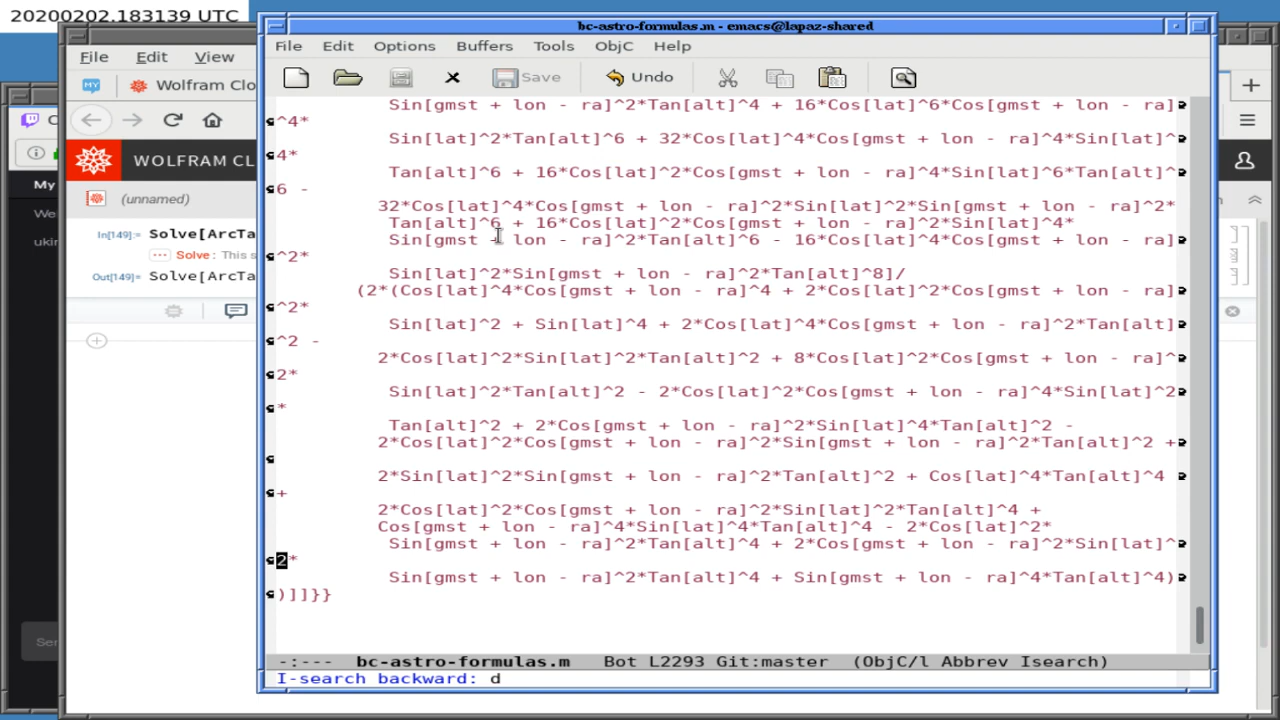 20200202.183139 UTC
bc-astro-formulas.m - emacs@lapaz-shared
File Edit Options Buffers Tools ObjC Help
Save Undo
Sin[gmst + lon - ra]^2*Tan[alt]^4 + 16*Cos[lat]^6*Cos[gmst + lon - ra]
^4*
Sin[lat]^2*Tan[alt]^6 + 32*Cos[lat]^4*Cos[gmst + lon - ra]^4*Sin[lat]^
4*
Tan[alt]^6 + 16*Cos[lat]^2*Cos[gmst + lon - ra]^4*Sin[lat]^6*Tan[alt]^
6 -
32*Cos[lat]^4*Cos[gmst + lon - ra]^2*Sin[lat]^2*Sin[gmst + lon - ra]^2*
Tan[alt]^6 + 16*Cos[lat]^2*Cos[gmst + lon - ra]^2*Sin[lat]^4*
Sin[gmst + lon - ra]^2*Tan[alt]^6 - 16*Cos[lat]^4*Cos[gmst + lon - ra]
^2*
Sin[lat]^2*Sin[gmst + lon - ra]^2*Tan[alt]^8]/
(2*(Cos[lat]^4*Cos[gmst + lon - ra]^4 + 2*Cos[lat]^2*Cos[gmst + lon - ra]
^2*
Sin[lat]^2 + Sin[lat]^4 + 2*Cos[lat]^4*Cos[gmst + lon - ra]^2*Tan[alt]
^2 -
2*Cos[lat]^2*Sin[lat]^2*Tan[alt]^2 + 8*Cos[lat]^2*Cos[gmst + lon - ra]^
2*
Sin[lat]^2*Tan[alt]^2 - 2*Cos[lat]^2*Cos[gmst + lon - ra]^4*Sin[lat]^2
*
Tan[alt]^2 + 2*Cos[gmst + lon - ra]^2*Sin[lat]^4*Tan[alt]^2 -
2*Cos[lat]^2*Cos[gmst + lon - ra]^2*Sin[gmst + lon - ra]^2*Tan[alt]^2 +
2*Sin[lat]^2*Sin[gmst + lon - ra]^2*Tan[alt]^2 + Cos[lat]^4*Tan[alt]^4
+
2*Cos[lat]^2*Cos[gmst + lon - ra]^2*Sin[lat]^2*Tan[alt]^4 +
Cos[gmst + lon - ra]^4*Sin[lat]^4*Tan[alt]^4 - 2*Cos[lat]^2*
Sin[gmst + lon - ra]^2*Tan[alt]^4 + 2*Cos[gmst + lon - ra]^2*Sin[lat]^
2*
Sin[gmst + lon - ra]^2*Tan[alt]^4 + Sin[gmst + lon - ra]^4*Tan[alt]^4)
)]]}}
-:--- bc-astro-formulas.m Bot L2293 Git:master (ObjC/l Abbrev Isearch)
I-search backward: d
File Edit View
MY Wolfram Clo
WOLFRAM CL
(unnamed)
In[149]:= Solve[ArcTa
Solve: This s
Out[149]= Solve[ArcTa
My
We
ukin
Ser